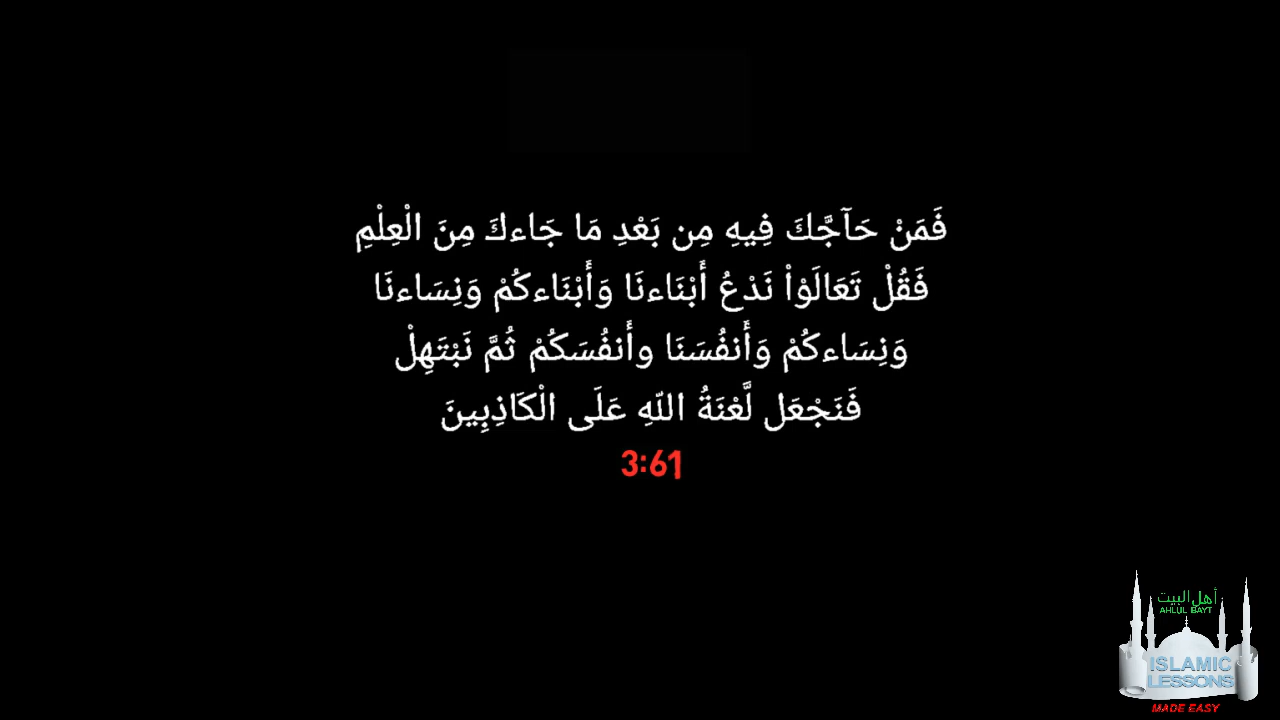 فَمَنْ حَآجَّكَ فِيهِ مِن بَعْدِ مَا جَاءكَ مِنَ الْعِلْمِ
فَقُلْ تَعَالَوْاْ نَدْعُ أَبْنَاءنَا وَأَبْنَاءكُمْ وَنِسَاءنَا
وَنِسَاءكُمْ وَأَنفُسَنَا وأَنفُسَكُمْ ثُمَّ نَبْتَهِلْ
فَنَجْعَل لَّعْنَةُ اللّهِ عَلَى الْكَاذِبِينَ
3:61
أهل البيت
AHLUL BAYT
ISLAMIC
LESSONS
MADE EASY